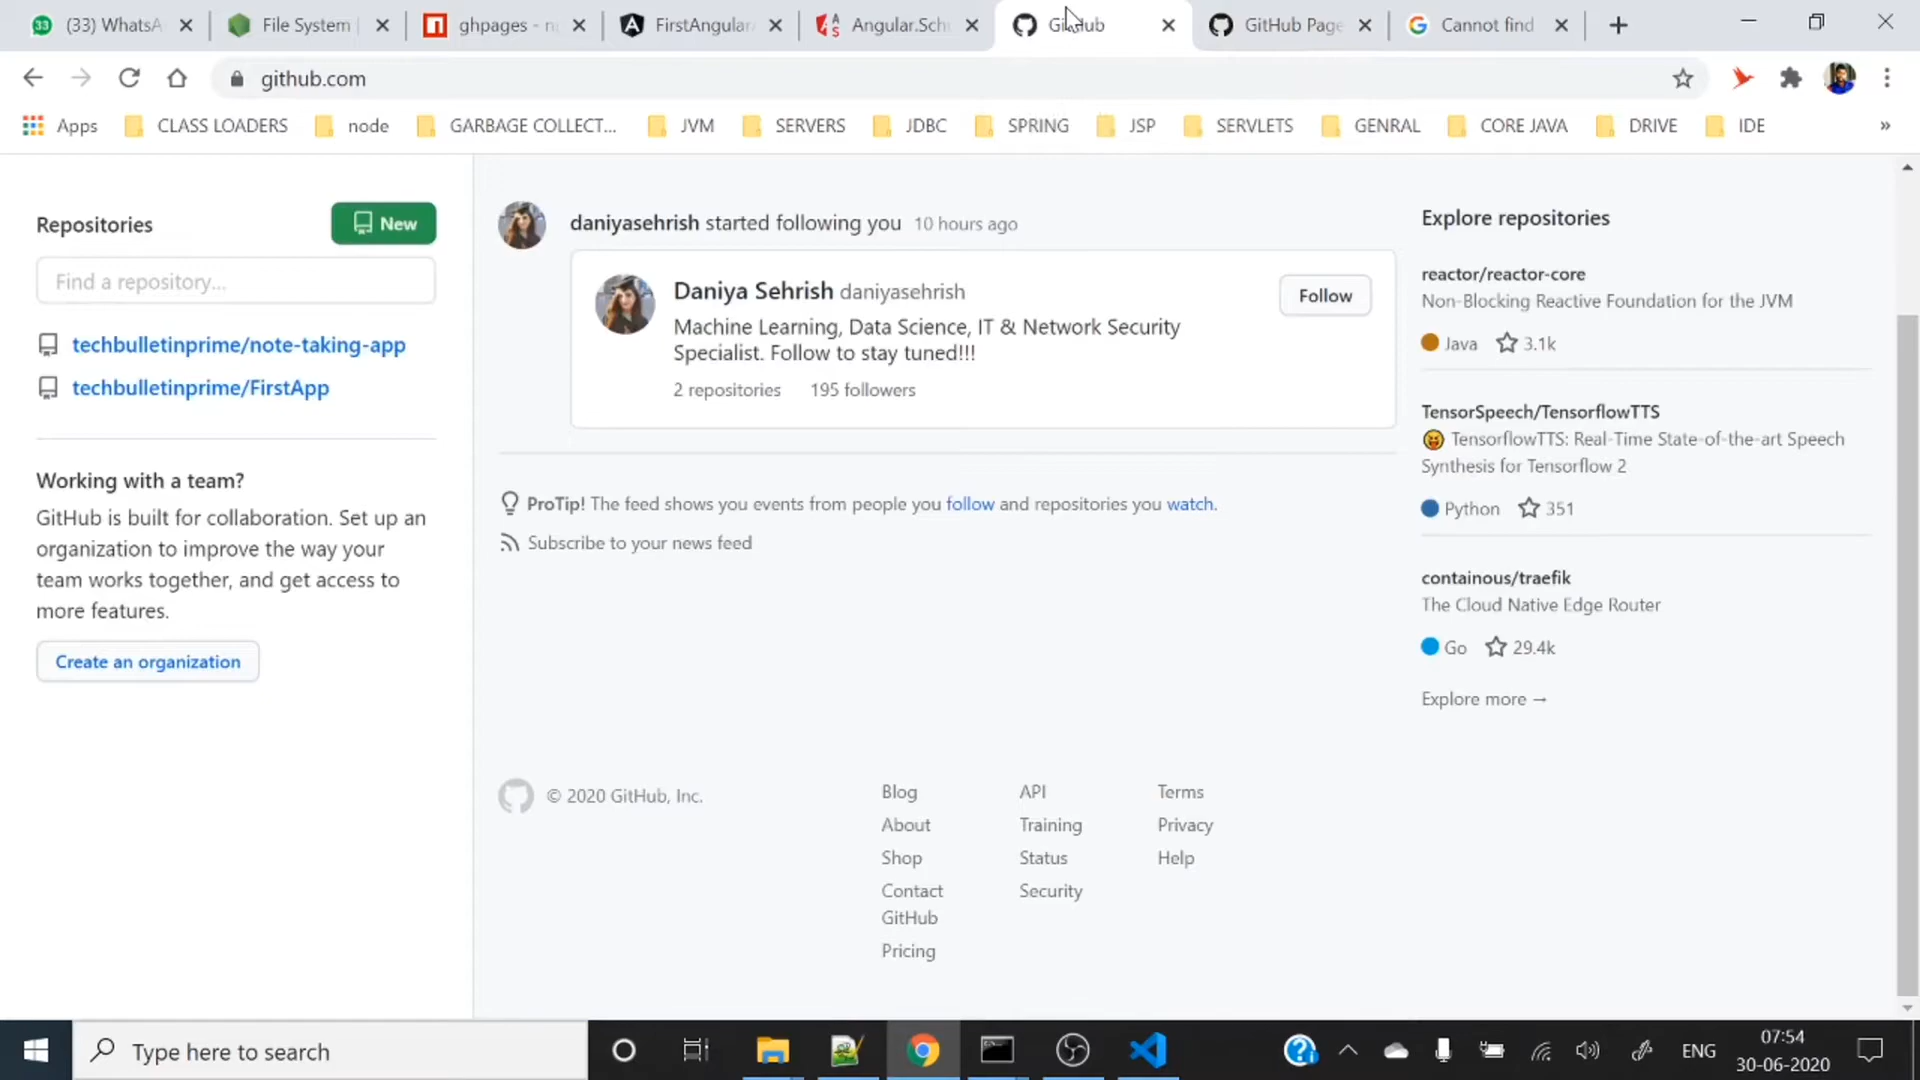 33
(33) WhatsA
File System
ghpages - n
FirstAngular
Angular.Sch
GitHub
GitHub Page
Cannot find
github.com
Apps
CLASS LOADERS
node
GARBAGE COLLECT...
JVM
SERVERS
JDBC
SPRING
JSP
SERVLETS
GENRAL
CORE JAVA
DRIVE
IDE
»
Repositories
New
Find a repository...
techbulletinprime/note-taking-app
techbulletinprime/FirstApp
Working with a team?
GitHub is built for collaboration. Set up an
organization to improve the way your
team works together, and get access to
more features.
Create an organization
daniyasehrish started following you 10 hours ago
Daniya Sehrish daniyasehrish
Follow
Machine Learning, Data Science, IT & Network Security
Specialist. Follow to stay tuned!!!
2 repositories 195 followers
ProTip! The feed shows you events from people you follow and repositories you watch.
Subscribe to your news feed
Explore repositories
reactor/reactor-core
Non-Blocking Reactive Foundation for the JVM
Java 3.1k
TensorSpeech/TensorflowTTS
😝 TensorflowTTS: Real-Time State-of-the-art Speech
Synthesis for Tensorflow 2
Python 351
containous/traefik
The Cloud Native Edge Router
Go 29.4k
Explore more →
© 2020 GitHub, Inc.
Blog
About
Shop
Contact
GitHub
Pricing
API
Training
Status
Security
Terms
Privacy
Help
Type here to search
ENG
07:54
30-06-2020